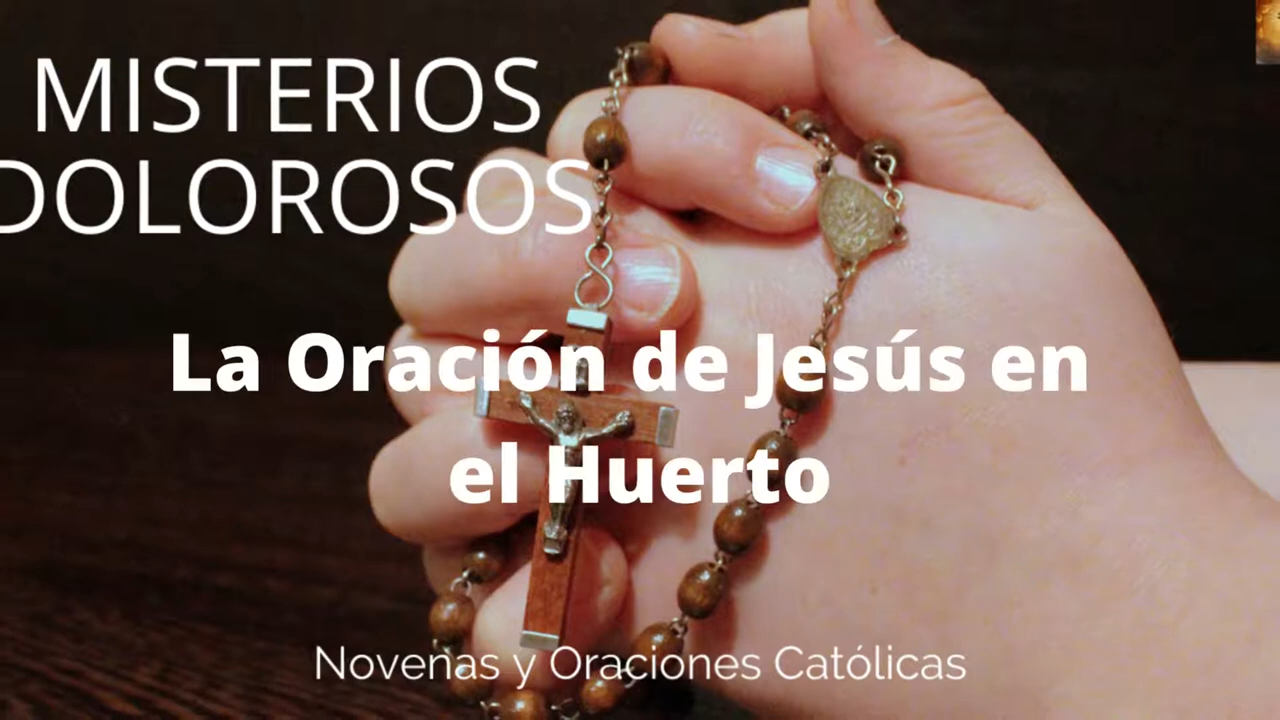 MISTERIOS
DOLOROSOS
La Oración de Jesús en
el Huerto
Novenas y Oraciones Católicas